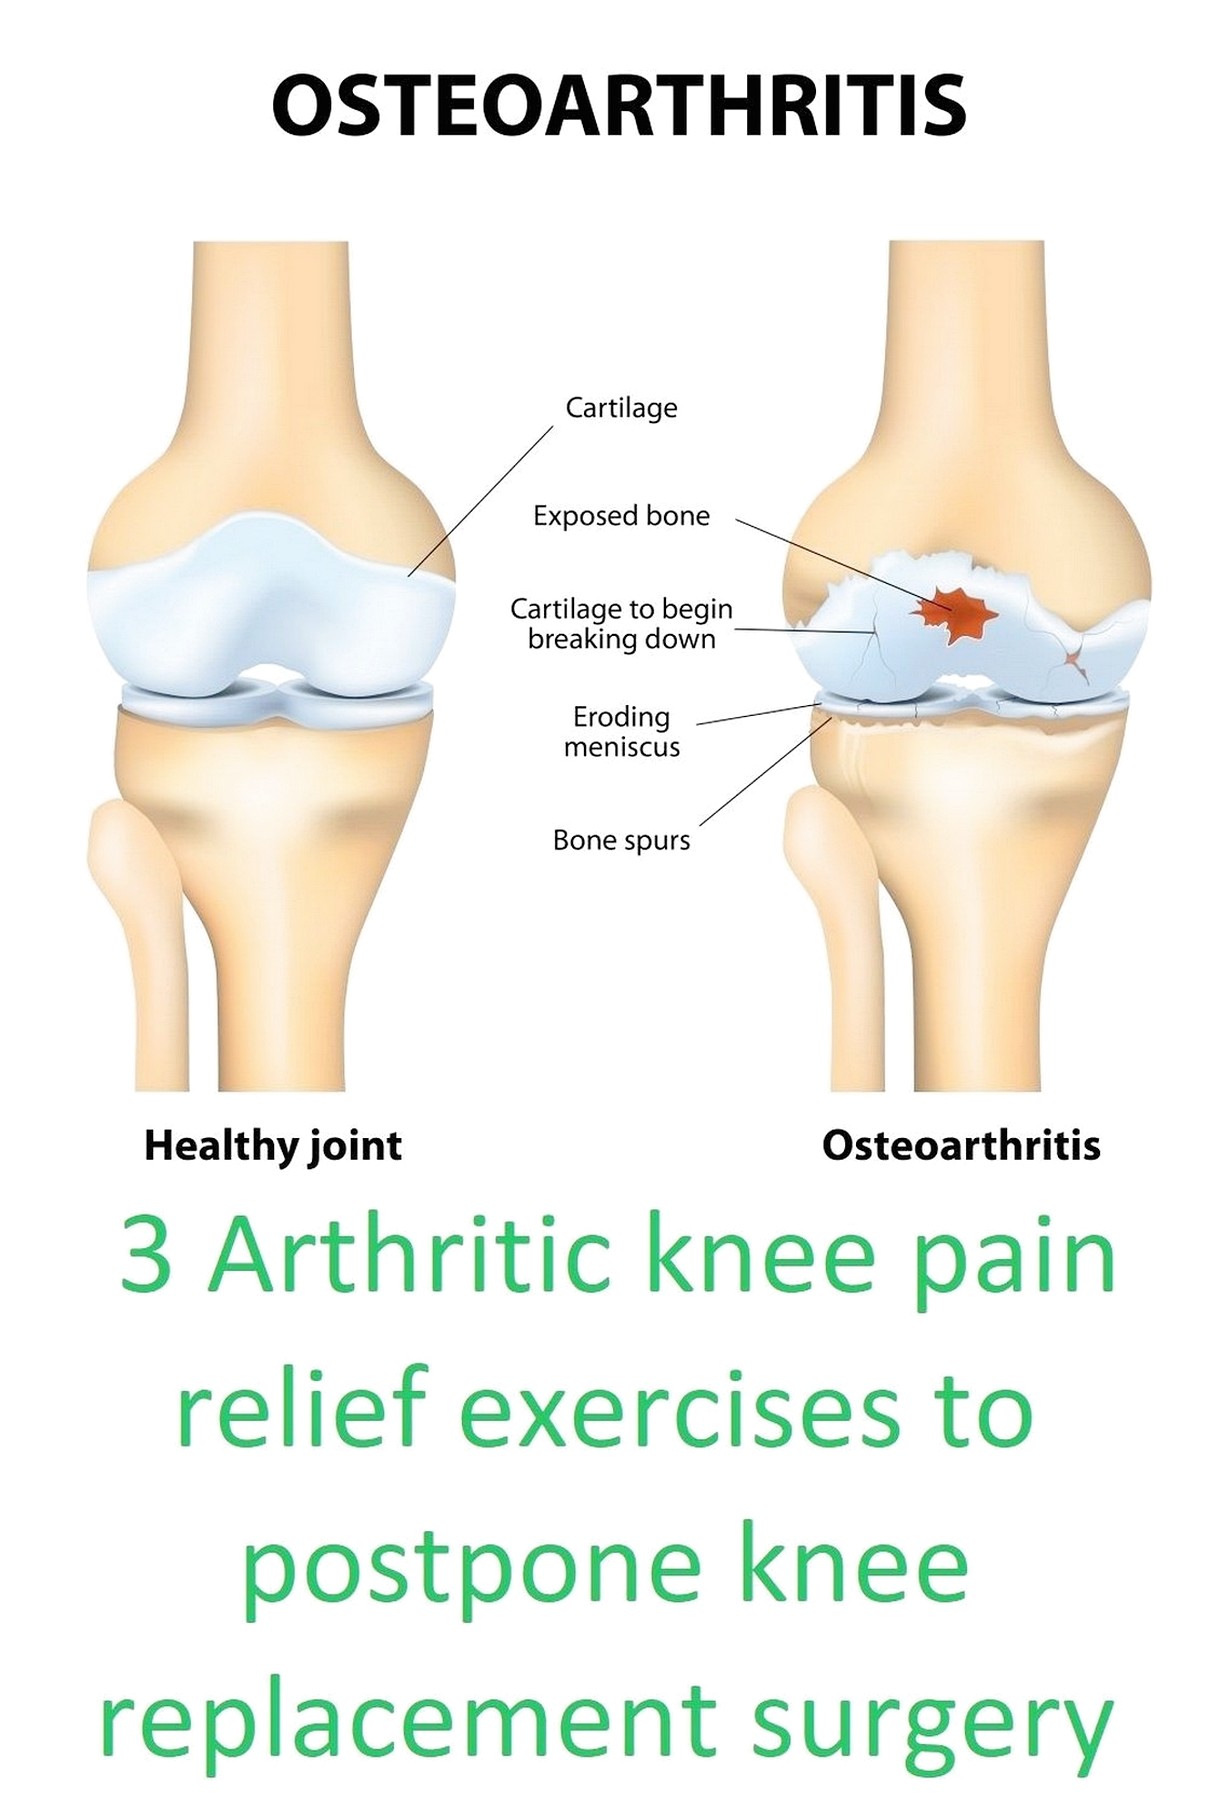 OSTEOARTHRITIS
Cartilage
Exposed bone
Cartilage to begin
breaking down
Eroding
meniscus
Bone spurs
Healthy joint
Osteoarthritis
3 Arthritic knee pain
relief exercises to
postpone knee
replacement surgery